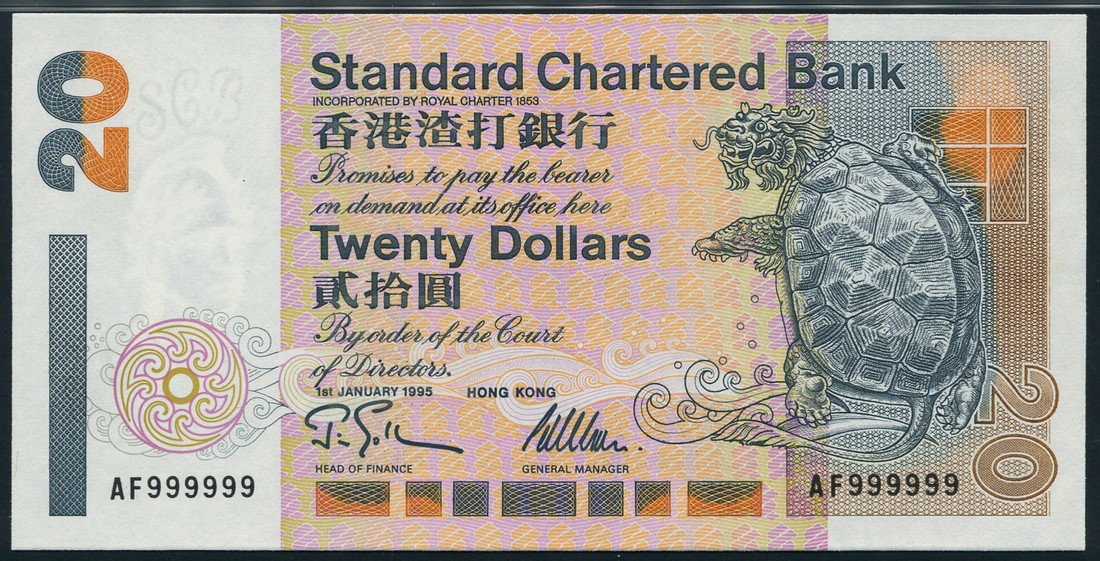 20
SCB
Standard Chartered Bank
INCORPORATED BY ROYAL CHARTER 1853
香港渣打銀行
Promises to pay the bearer
on demand at its office here
Twenty Dollars
貳拾圓
By order of the Court
of Directors.
1st JANUARY 1995 HONG KONG
HEAD OF FINANCE GENERAL MANAGER
AF999999 AF999999
20